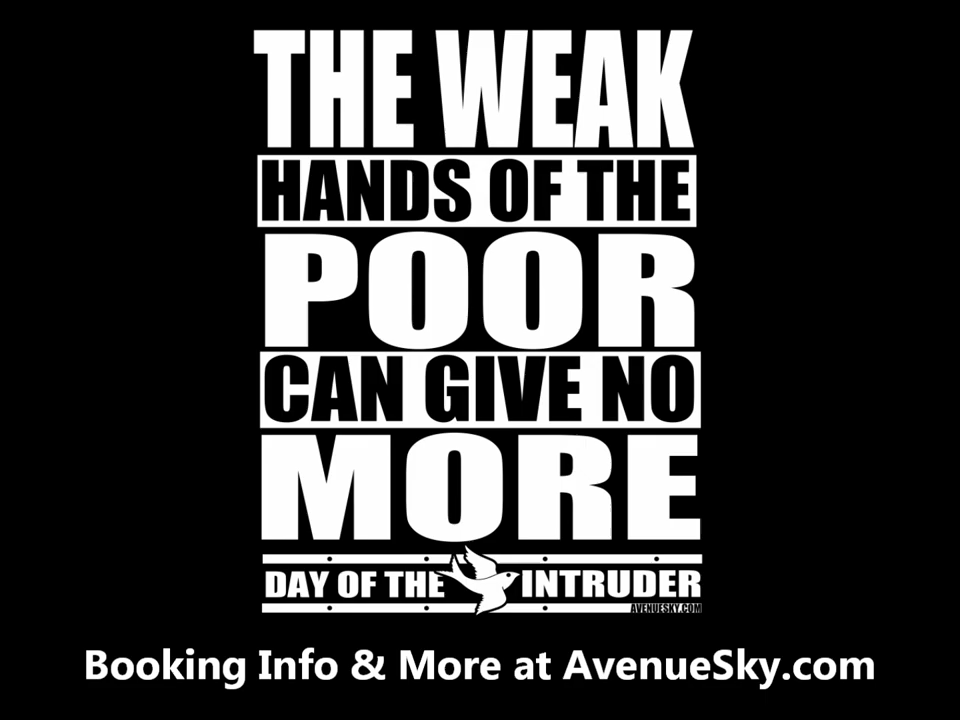 THE WEAK
HANDS OF THE
POOR
CAN GIVE NO
MORE
DAY OF THE INTRUDER
AVENUESKY.COM
Booking Info & More at AvenueSky.com